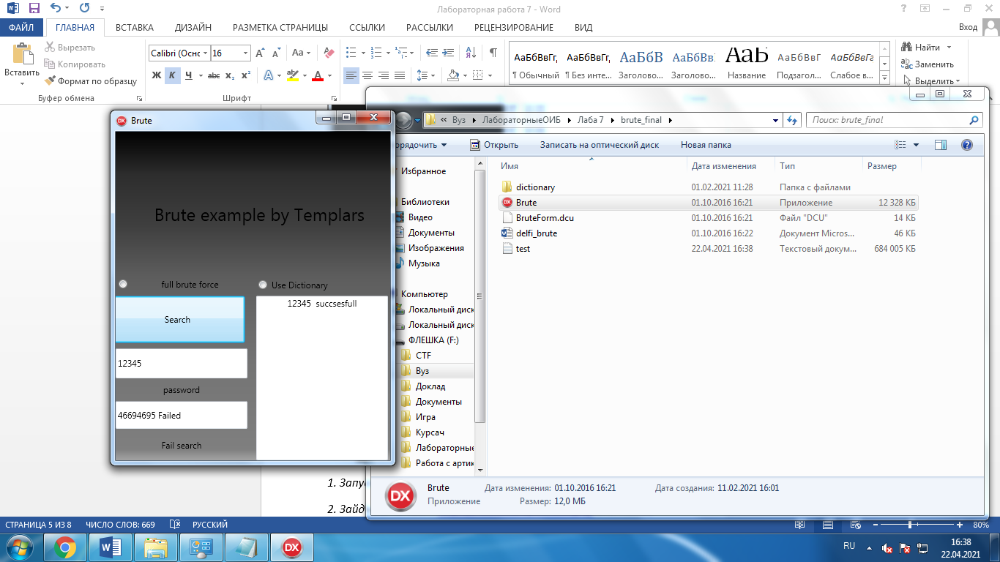 Лабораторная работа 7 - Word
ФАЙЛ ГЛАВНАЯ ВСТАВКА ДИЗАЙН РАЗМЕТКА СТРАНИЦЫ ССЫЛКИ РАССЫЛКИ РЕЦЕНЗИРОВАНИЕ ВИД Вход
Вставить
Вырезать
Копировать
Формат по образцу
Буфер обмена
Calibri (Оснс 16
Ж К Ч abc x₂ x²
Шрифт
АаБбВвГг, АаБбВвГг, АаБбВ АаБбВв: АаБ АаБбВвГ АаБбВвГг
¶ Обычный ¶ Без инте... Заголово... Заголово... Название Подзагол... Слабое в...
Найти
Заменить
Выделить
Brute
Brute example by Templars
full brute force
Use Dictionary
Search
12345 succsesfull
12345
password
46694695 Failed
Fail search
« Вуз ЛабораторныеОИБ Лаба 7 brute_final
Поиск: brute_final
орядочить Открыть Записать на оптический диск Новая папка
Избранное
Библиотеки
Видео
Документы
Изображения
Музыка
Компьютер
Локальный диск
Локальный диск
ФЛЕШКА (F:)
CTF
Вуз
Доклад
Документы
Игра
Курсач
Лабораторные
Работа с артик
Имя Дата изменения Тип Размер
dictionary 01.02.2021 11:28 Папка с файлами
Brute 01.10.2016 16:21 Приложение 12 328 КБ
BruteForm.dcu 01.10.2016 16:21 Файл "DCU" 14 КБ
delfi_brute 01.10.2016 16:22 Документ Micros... 46 КБ
test 22.04.2021 16:38 Текстовый докум... 684 005 КБ
DX
Brute Дата изменения: 01.10.2016 16:21 Дата создания: 11.02.2021 16:01
Приложение Размер: 12,0 МБ
1. Запус
2. Зайд
СТРАНИЦА 5 ИЗ 8 ЧИСЛО СЛОВ: 669 РУССКИЙ 80%
DX
RU
16:38
22.04.2021